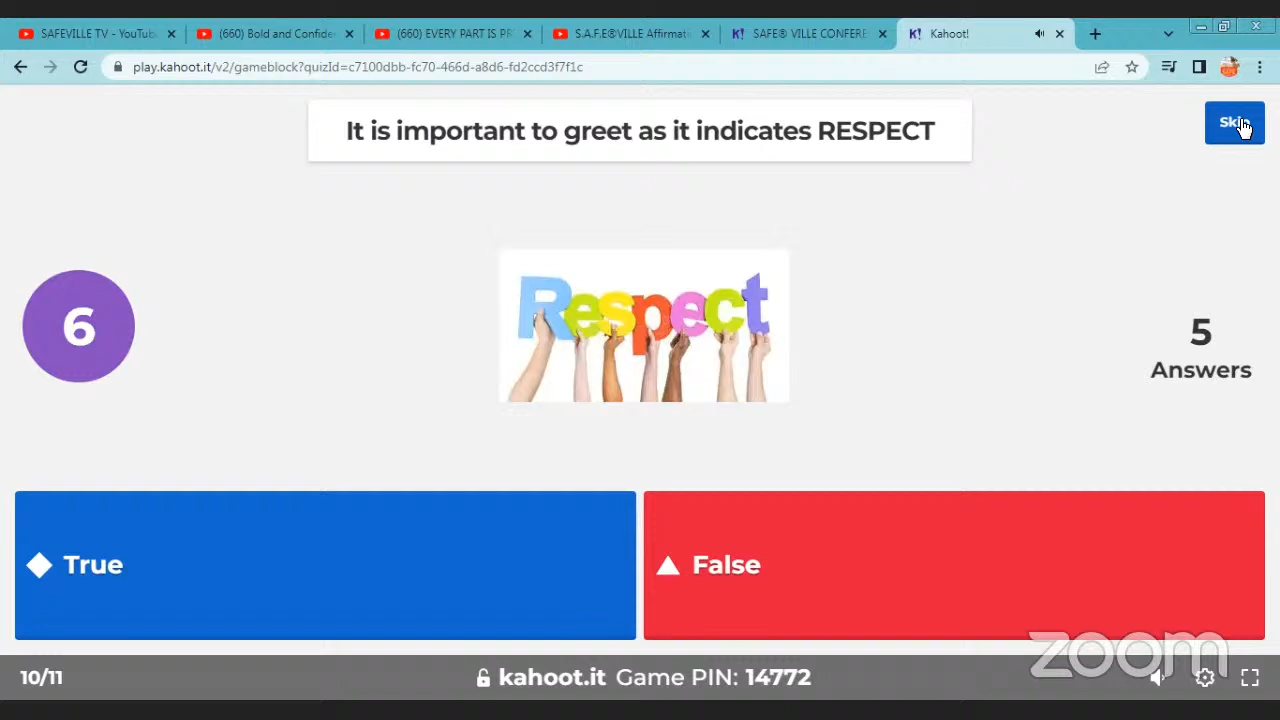 SAFEVILLE TV - YouTub
(660) Bold and Confide
(660) EVERY PART IS PR
S.A.F.E®VILLE Affirmati
K! SAFE® VILLE CONFERE
K! Kahoot!
play.kahoot.it/v2/gameblock?quizId=c7100dbb-fc70-466d-a8d6-fd2ccd3f7f1c
It is important to greet as it indicates RESPECT
Skip
Respect
6
5
Answers
True
False
zoom
10/11
kahoot.it Game PIN: 14772